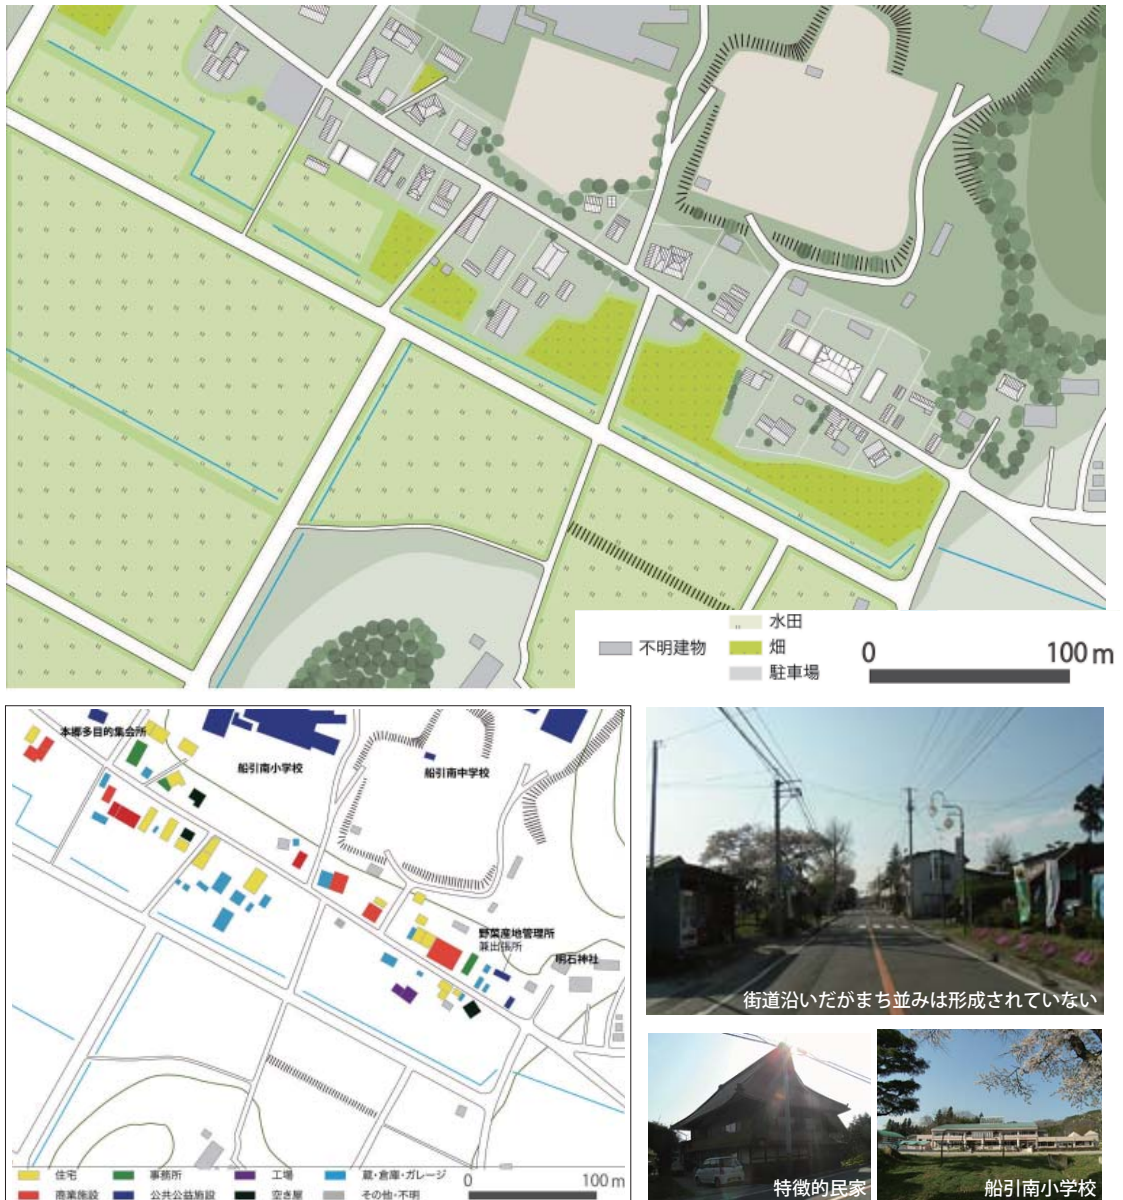 水田
不明建物
畑
駐車場
0 100 m
本郷多目的集会所
船引南小学校
船引南中学校
野菜産地管理所
兼出張所
明石神社
住宅 事務所 工場 蔵・倉庫・ガレージ
商業施設 公共公益施設 空き屋 その他・不明
0 100 m
街道沿いだがまち並みは形成されていない
特徴的民家
船引南小学校